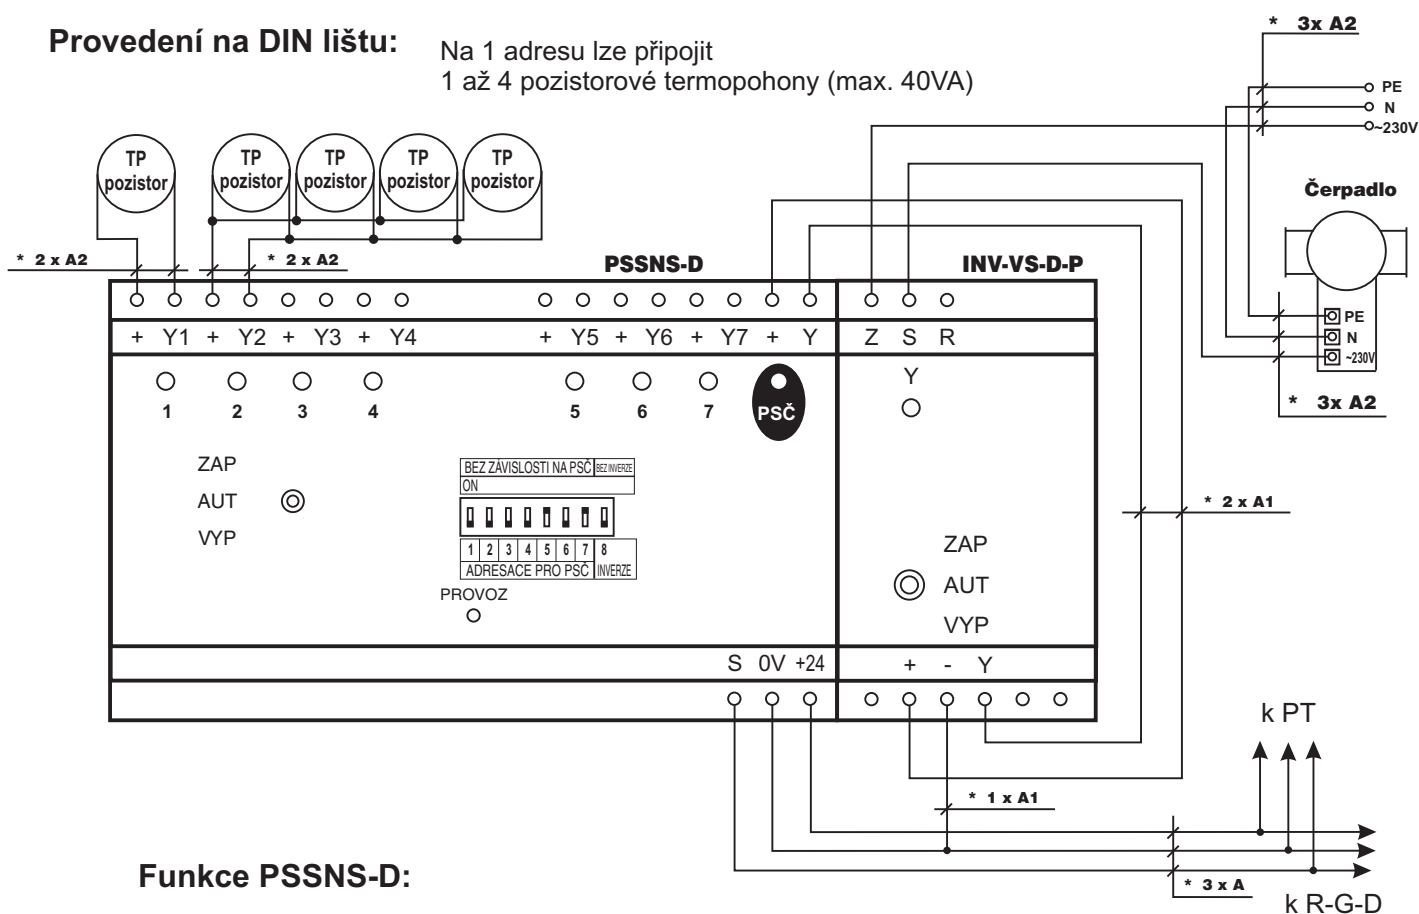 Provedení na DIN lištu:
Na 1 adresu lze připojit
1 až 4 pozistorové termopohony (max. 40VA)
* 3x A2
PE
N
~230V
TP pozistor
TP pozistor
TP pozistor
TP pozistor
TP pozistor
Čerpadlo
* 2 x A2
* 2 x A2
PSSNS-D
INV-VS-D-P
+ Y1 + Y2 + Y3 + Y4
+ Y5 + Y6 + Y7 + Y
Z S R
PE
N
~230V
* 3x A2
1 2 3 4
5 6 7
PSČ
Y
ZAP
AUT
VYP
BEZ ZÁVISLOSTI NA PSČ BEZ INVERZE
ON
1 2 3 4 5 6 7 8
ADRESACE PRO PSČ INVERZE
PROVOZ
* 2 x A1
ZAP
AUT
VYP
S 0V +24
+ - Y
k PT
* 1 x A1
Funkce PSSNS-D:
* 3 x A
k R-G-D